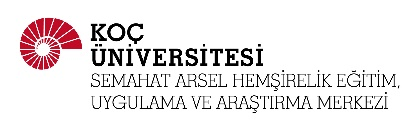 KOÇ
ÜNİVERSİTESİ
SEMAHAT ARSEL HEMŞİRELİK EĞİTİM,
UYGULAMA VE ARAŞTIRMA MERKEZİ